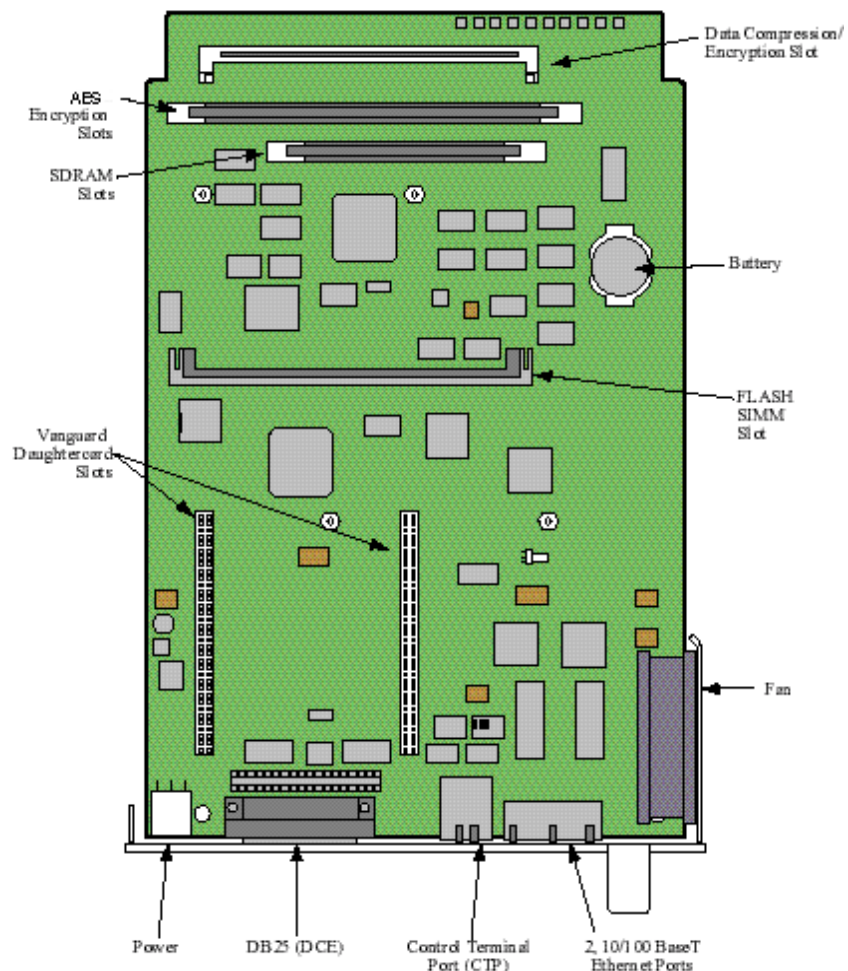 Data Compression/
Encryption Slot
AES
Encryption
Slots
SDRAM
Slots
Battery
FLASH
SIMM
Slot
Vanguard
Daughtercard
Slots
Fan
Power
DB25 (DCE)
Control Terminal
Port (CTP)
2, 10/100 BaseT
Ethernet Ports